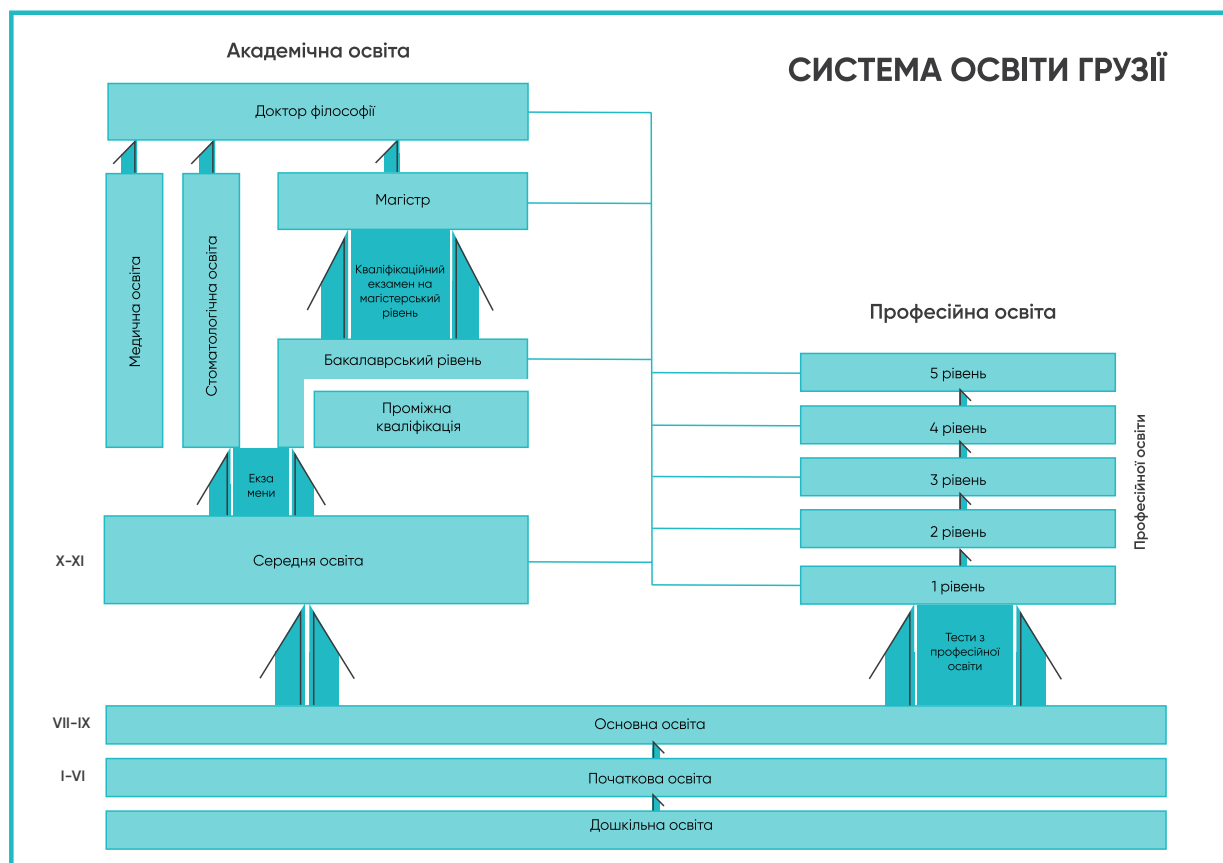 Академічна освіта
СИСТЕМА ОСВІТИ ГРУЗІЇ
Доктор філософії
Магістр
Медична освіта
Стоматологічна освіта
Кваліфікаційний
екзамен на
магістерський
рівень
Бакалаврський рівень
Проміжна
кваліфікація
Екза
мени
X-XI
Середня освіта
Професійна освіта
5 рівень
4 рівень
3 рівень
2 рівень
1 рівень
Професійної освіти
Тести з
професійної
освіти
VII-IX
Основна освіта
I-VI
Початкова освіта
Дошкільна освіта